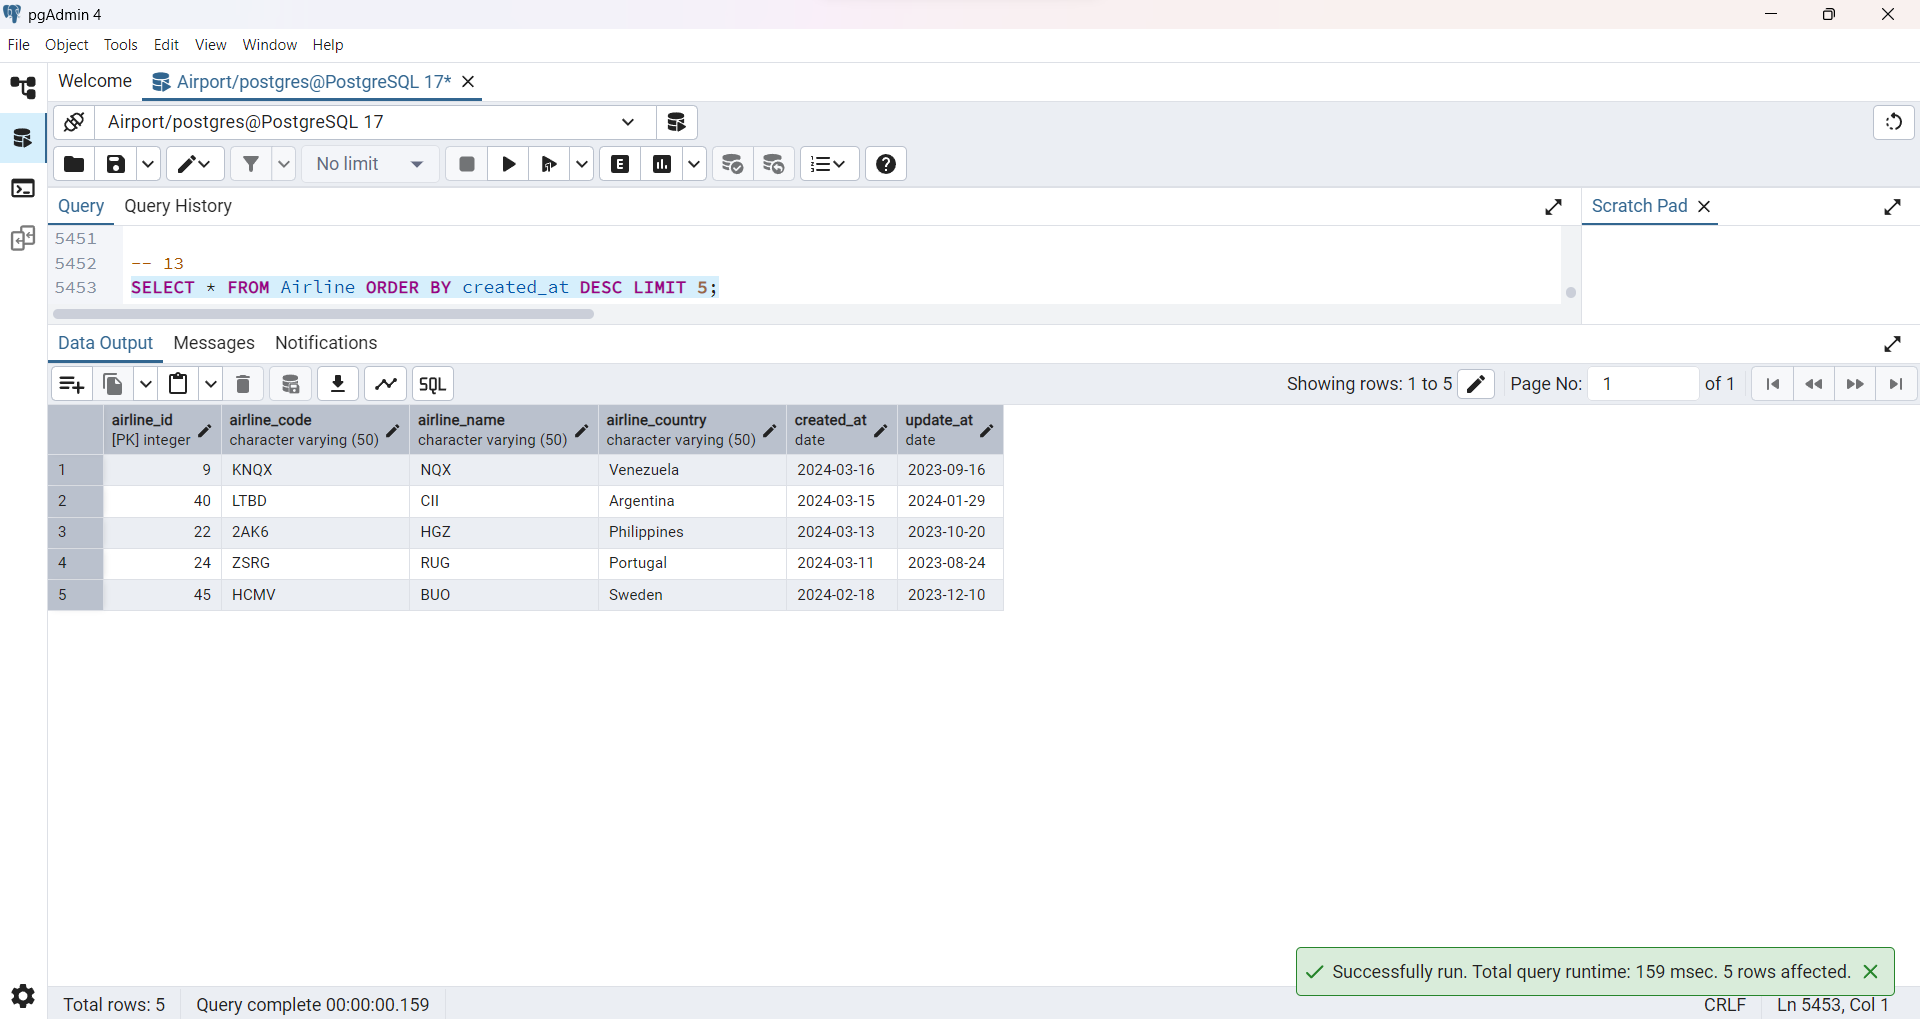 pgAdmin 4
File Object Tools Edit View Window Help
Welcome Airport/postgres@PostgreSQL 17*
Airport/postgres@PostgreSQL 17
No limit E
Query Query History Scratch Pad
5451
5452 -- 13
5453 SELECT * FROM Airline ORDER BY created_at DESC LIMIT 5;
Data Output Messages Notifications
SQL Showing rows: 1 to 5 Page No: 1 of 1
airline_id airline_code airline_name airline_country created_at update_at
[PK] integer character varying (50) character varying (50) character varying (50) date date
1 9 KNQX NQX Venezuela 2024-03-16 2023-09-16
2 40 LTBD CII Argentina 2024-03-15 2024-01-29
3 22 2AK6 HGZ Philippines 2024-03-13 2023-10-20
4 24 ZSRG RUG Portugal 2024-03-11 2023-08-24
5 45 HCMV BUO Sweden 2024-02-18 2023-12-10
Successfully run. Total query runtime: 159 msec. 5 rows affected.
Total rows: 5 Query complete 00:00:00.159 CRLF Ln 5453, Col 1